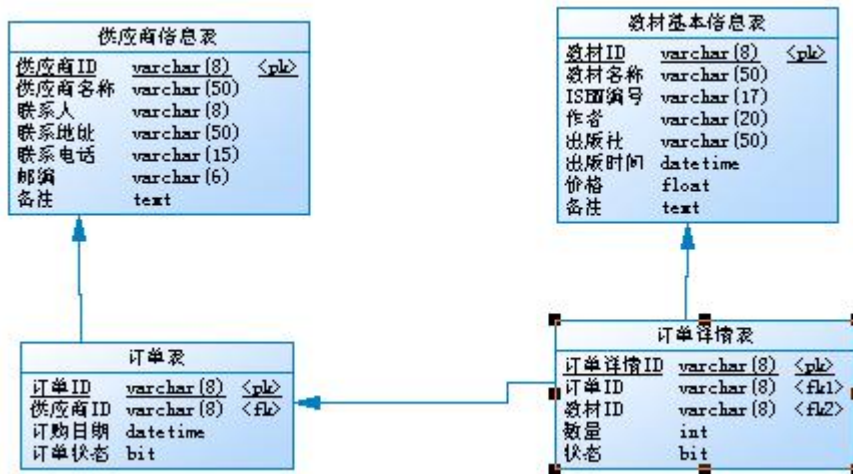 供应商信息表
供应商ID varchar(8) <pk>
供应商名称 varchar(50)
联系人 varchar(8)
联系地址 varchar(50)
联系电话 varchar(15)
邮编 varchar(6)
备注 text
教材基本信息表
教材ID varchar(8) <pk>
教材名称 varchar(50)
ISBN编号 varchar(17)
作者 varchar(20)
出版社 varchar(50)
出版时间 datetime
价格 float
备注 text
订单表
订单ID varchar(8) <pk>
供应商ID varchar(8) <fk>
订购日期 datetime
订单状态 bit
订单详情表
订单详情ID varchar(8) <pk>
订单ID varchar(8) <fk1>
教材ID varchar(8) <fk2>
数量 int
状态 bit